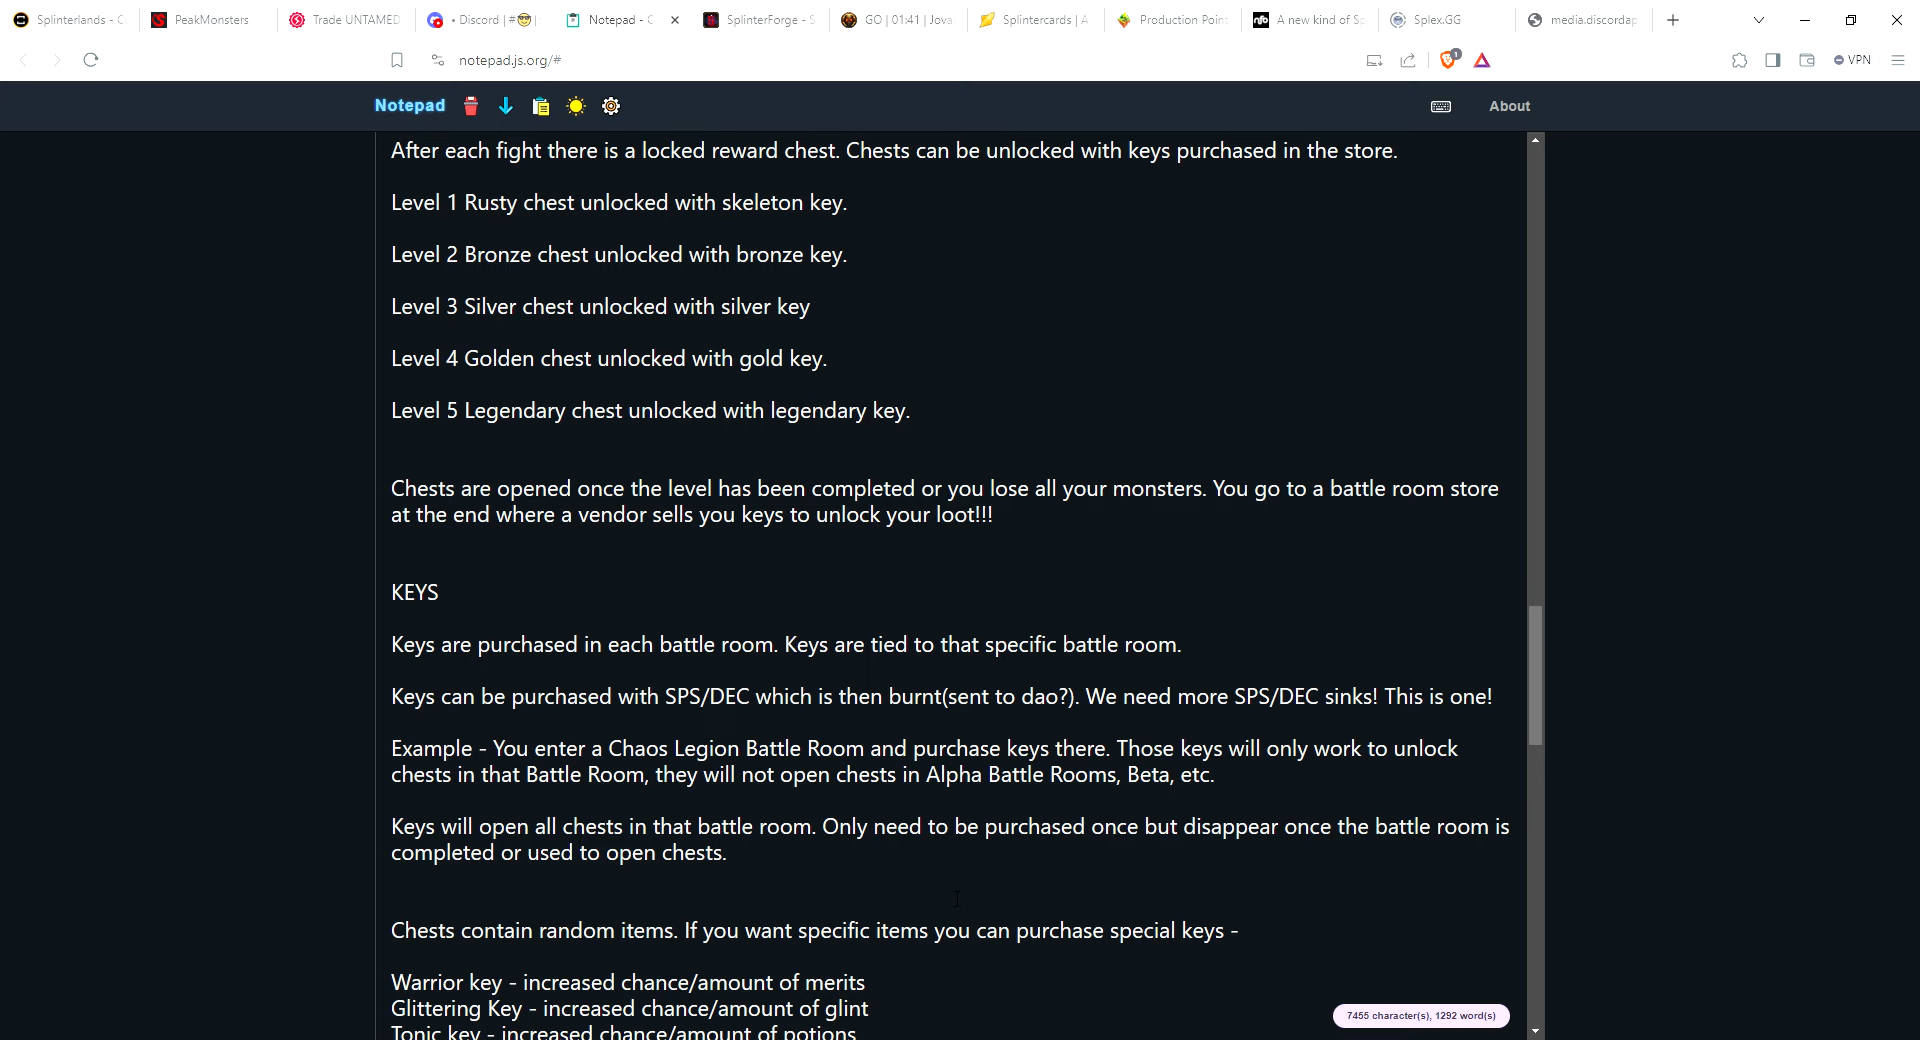 Splinterlands - C
PeakMonsters
Trade UNTAMED
• Discord | #😎 |
Notepad - C
SplinterForge - S
GO | 01:41 | Jova
Splintercards | A
Production Point
A new kind of Sp
Splex.GG
media.discordap
notepad.js.org/#
1
VPN
Notepad
About
After each fight there is a locked reward chest. Chests can be unlocked with keys purchased in the store.
Level 1 Rusty chest unlocked with skeleton key.
Level 2 Bronze chest unlocked with bronze key.
Level 3 Silver chest unlocked with silver key
Level 4 Golden chest unlocked with gold key.
Level 5 Legendary chest unlocked with legendary key.
Chests are opened once the level has been completed or you lose all your monsters. You go to a battle room store
at the end where a vendor sells you keys to unlock your loot!!!
KEYS
Keys are purchased in each battle room. Keys are tied to that specific battle room.
Keys can be purchased with SPS/DEC which is then burnt(sent to dao?). We need more SPS/DEC sinks! This is one!
Example - You enter a Chaos Legion Battle Room and purchase keys there. Those keys will only work to unlock
chests in that Battle Room, they will not open chests in Alpha Battle Rooms, Beta, etc.
Keys will open all chests in that battle room. Only need to be purchased once but disappear once the battle room is
completed or used to open chests.
Chests contain random items. If you want specific items you can purchase special keys -
Warrior key - increased chance/amount of merits
Glittering Key - increased chance/amount of glint
Tonic key - increased chance/amount of potions
7455 character(s), 1292 word(s)